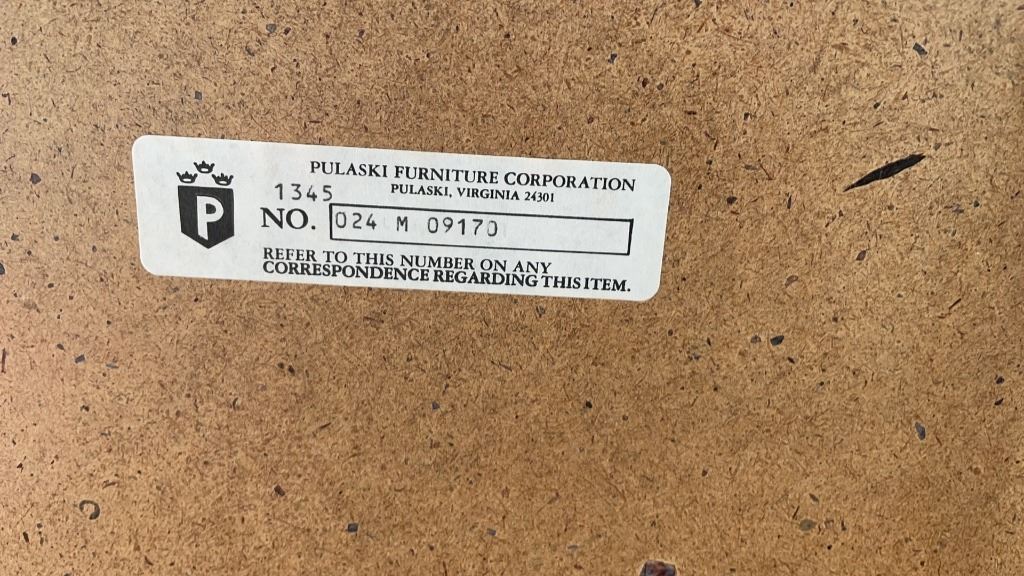 P
PULASKI FURNITURE CORPORATION
PULASKI, VIRGINIA 24301
1345
NO. 024 M 09170
REFER TO THIS NUMBER ON ANY
CORRESPONDENCE REGARDING THIS ITEM.